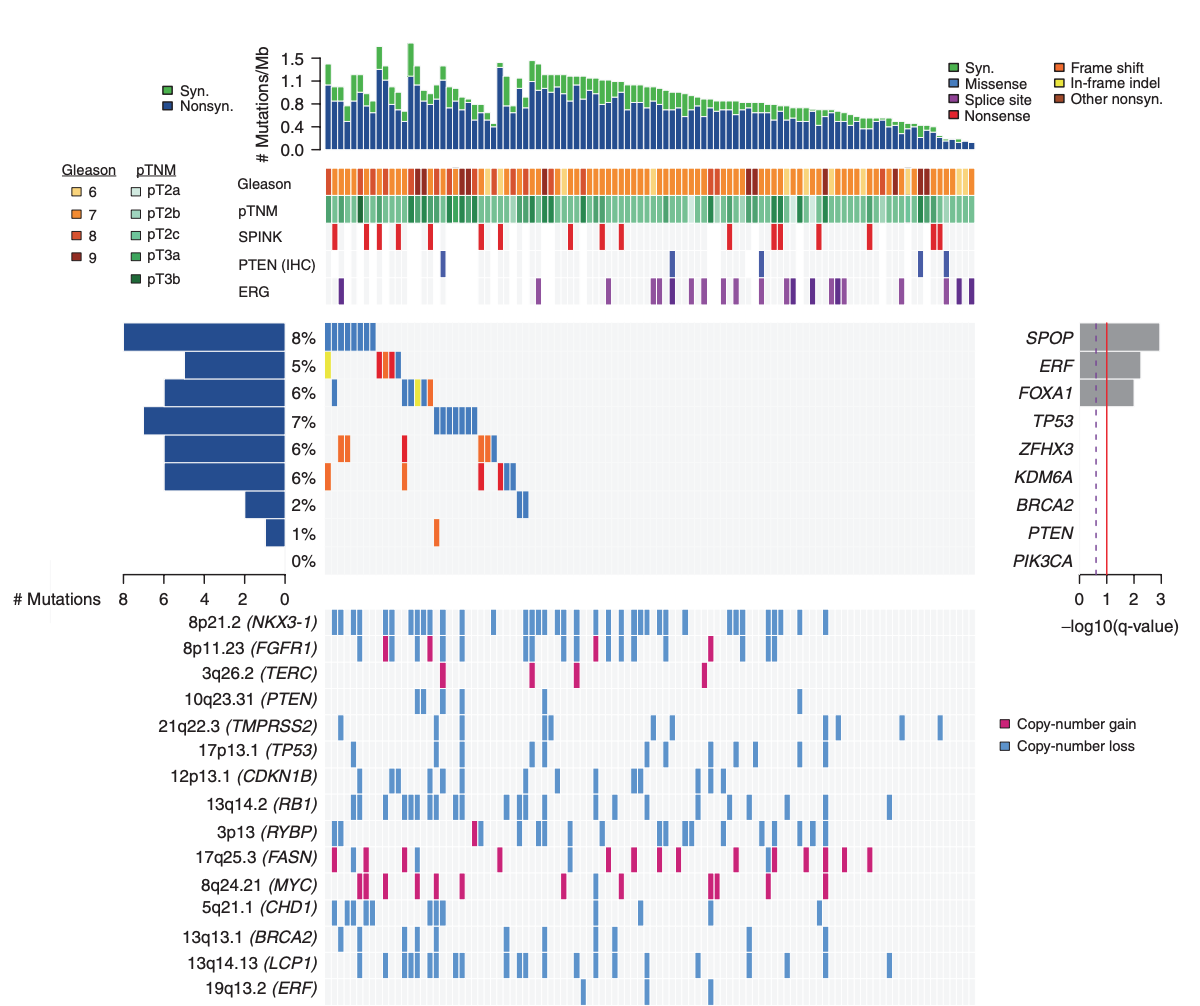 # Mutations/Mb
1.5
1.1
0.8
0.4
0.0
Syn.
Nonsyn.
Syn.
Missense
Splice site
Nonsense
Frame shift
In-frame indel
Other nonsyn.
Gleason
6
7
8
9
pTNM
pT2a
pT2b
pT2c
pT3a
pT3b
Gleason
pTNM
SPINK
PTEN (IHC)
ERG
8% SPOP
5% ERF
6% FOXA1
7% TP53
6% ZFHX3
6% KDM6A
2% BRCA2
1% PTEN
0% PIK3CA
# Mutations 8 6 4 2 0
0 1 2 3
–log10(q-value)
8p21.2 (NKX3-1)
8p11.23 (FGFR1)
3q26.2 (TERC)
10q23.31 (PTEN)
21q22.3 (TMPRSS2)
17p13.1 (TP53)
12p13.1 (CDKN1B)
13q14.2 (RB1)
3p13 (RYBP)
17q25.3 (FASN)
8q24.21 (MYC)
5q21.1 (CHD1)
13q13.1 (BRCA2)
13q14.13 (LCP1)
19q13.2 (ERF)
Copy-number gain
Copy-number loss